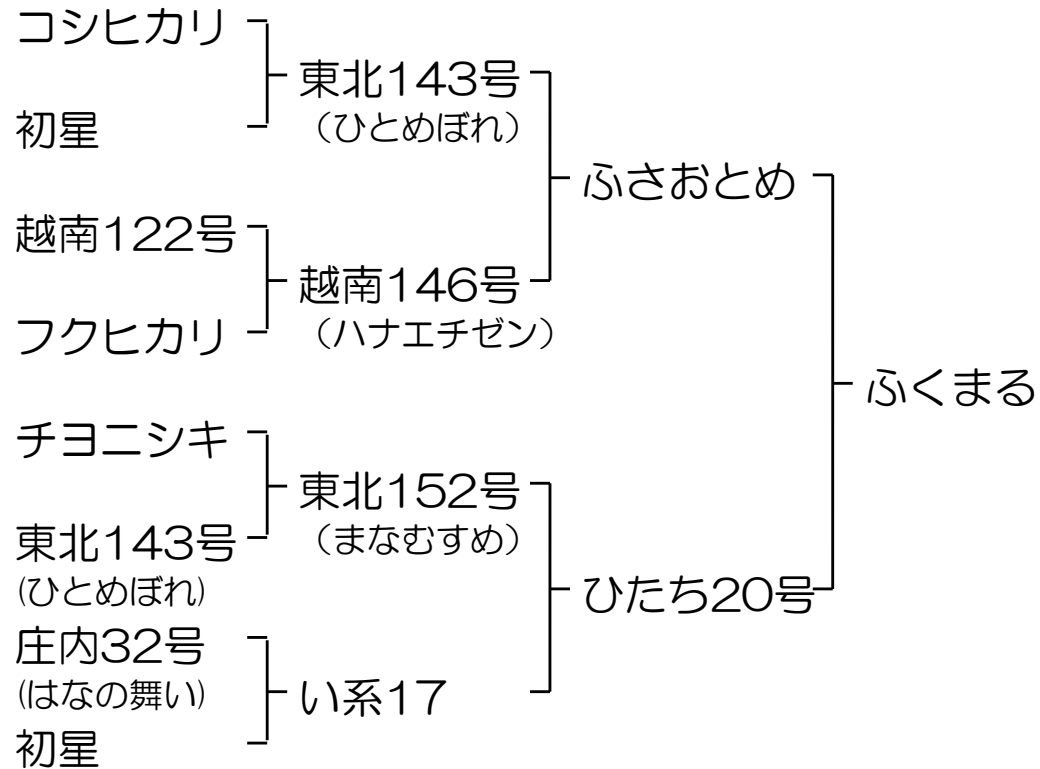 コシヒカリ
東北143号
（ひとめぼれ）
初星
ふさおとめ
越南122号
越南146号
（ハナエチゼン）
フクヒカリ
ふくまる
チヨニシキ
東北152号
（まなむすめ）
東北143号
(ひとめぼれ)
ひたち20号
庄内32号
(はなの舞い)
い系17
初星